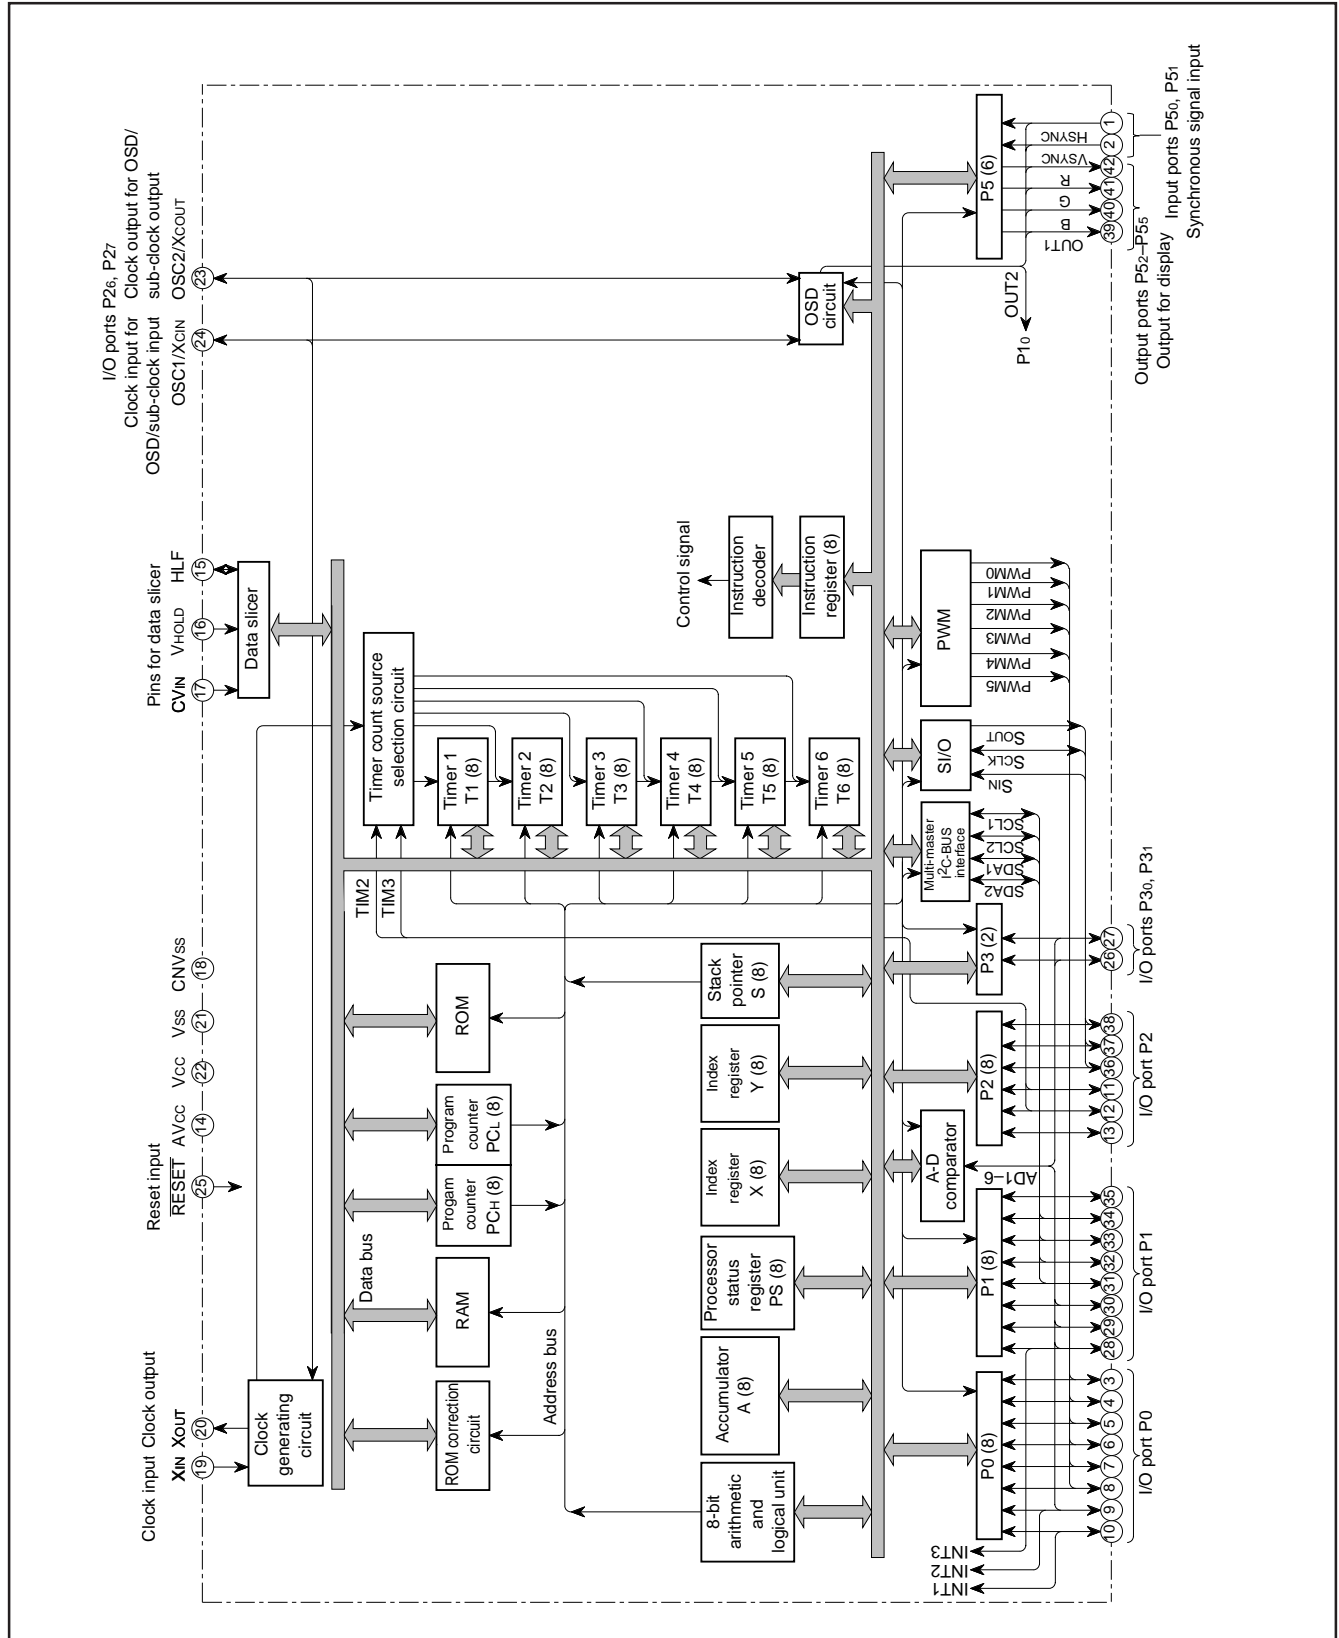 Clock input
Clock output
XIN
XOUT
19
20
Reset input
RESET
25
AVCC
14
VCC
22
VSS
21
CNVSS
18
Pins for data slicer
CVIN
VHOLD
HLF
17
16
15
I/O ports P26, P27
Clock input for
OSD/sub-clock input
OSC1/XCIN
24
Clock output for OSD/
sub-clock output
OSC2/XCOUT
23
Clock
generating
circuit
Data slicer
Data bus
ROM correction
circuit
RAM
Progam
counter
PCH (8)
Program
counter
PCL (8)
ROM
TIM2
TIM3
Timer count source
selection circuit
Timer 1
T1 (8)
Timer 2
T2 (8)
Timer 3
T3 (8)
Timer 4
T4 (8)
Timer 5
T5 (8)
Timer 6
T6 (8)
Address bus
8-bit
arithmetic
and
logical unit
Accumulator
A (8)
Processor
status
register
PS (8)
Index
register
X (8)
Index
register
Y (8)
Stack
pointer
S (8)
Control signal
Instruction
decoder
Instruction
register (8)
OSD
circuit
INT1
INT2
INT3
P0 (8)
P1 (8)
A-D
comparator
AD1–6
P2 (8)
P3 (2)
Multi-master
I2C-BUS
interface
SDA2
SDA1
SCL2
SCL1
SI/O
SIN
SCLK
SOUT
PWM
PWM5
PWM4
PWM3
PWM2
PWM1
PWM0
P10
OUT2
P5 (6)
OUT1
B
G
R
VSYNC
HSYNC
10
9
8
7
6
5
4
3
I/O port P0
28
29
30
31
32
33
34
35
I/O port P1
13
12
11
36
37
38
I/O port P2
26
27
I/O ports P30, P31
39
40
41
42
2
1
Output ports P52–P55
Output for display
Input ports P50, P51
Synchronous signal input